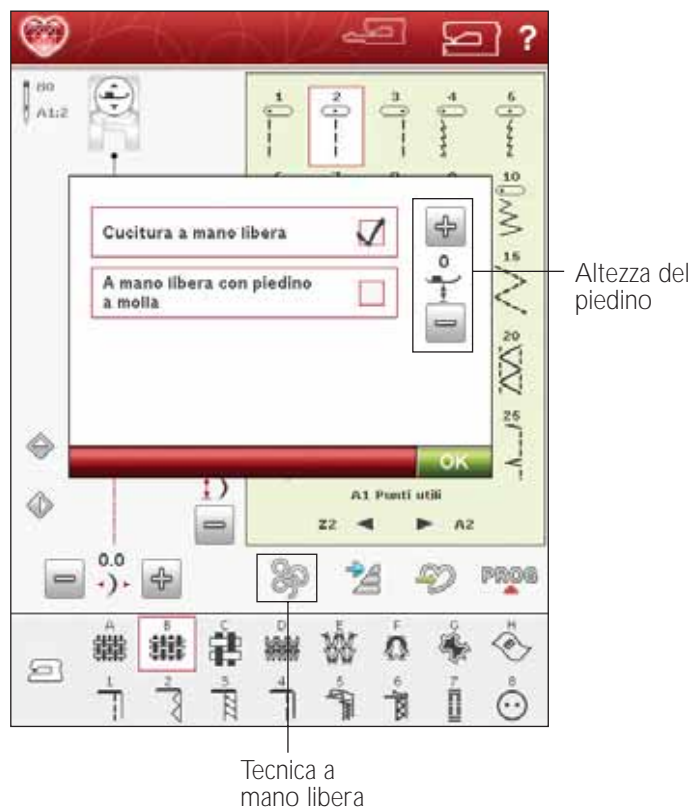 ?
80
A1:2
1 2 3 4 6
10
Cucitura a mano libera
0
15
A mano libera con piedino
a molla
20
25
OK
Altezza del
piedino
A1 Punti utili
Z2 A2
0.0
PROG
A B C D E F G H
1 2 3 4 5 6 7 8
Tecnica a
mano libera